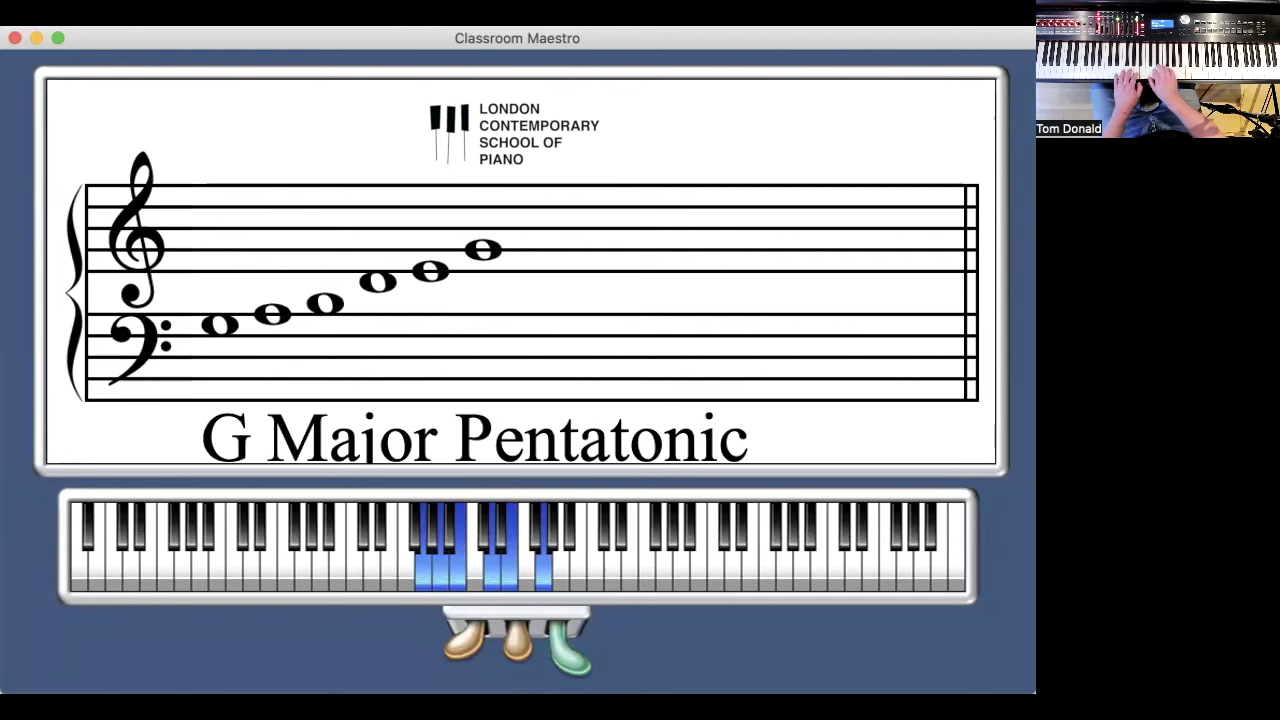 Classroom Maestro
LONDON
CONTEMPORARY
SCHOOL OF
PIANO
G Major Pentatonic
Tom Donald